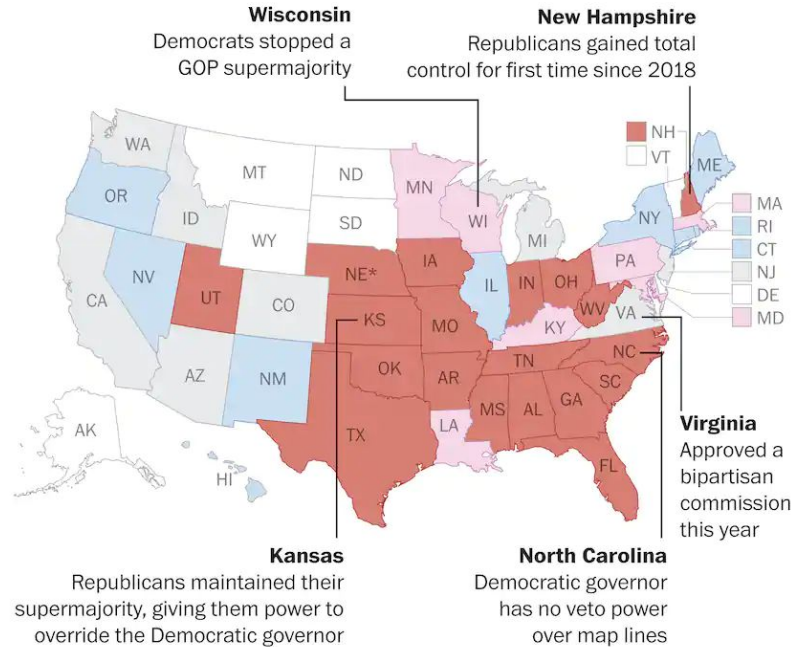 Wisconsin
Democrats stopped a
GOP supermajority
New Hampshire
Republicans gained total
control for first time since 2018
WA
OR
ID
MT
ND
SD
WY
MN
WI
MI
NH
VT
ME
NY
MA
RI
CT
NJ
DE
MD
PA
NV
CA
UT
CO
AZ
NM
NE*
KS
OK
TX
IA
MO
AR
LA
IL
IN
OH
WV
VA
KY
TN
NC
SC
MS
AL
GA
FL
AK
HI
Virginia
Approved a
bipartisan
commission
this year
Kansas
Republicans maintained their
supermajority, giving them power to
override the Democratic governor
North Carolina
Democratic governor
has no veto power
over map lines